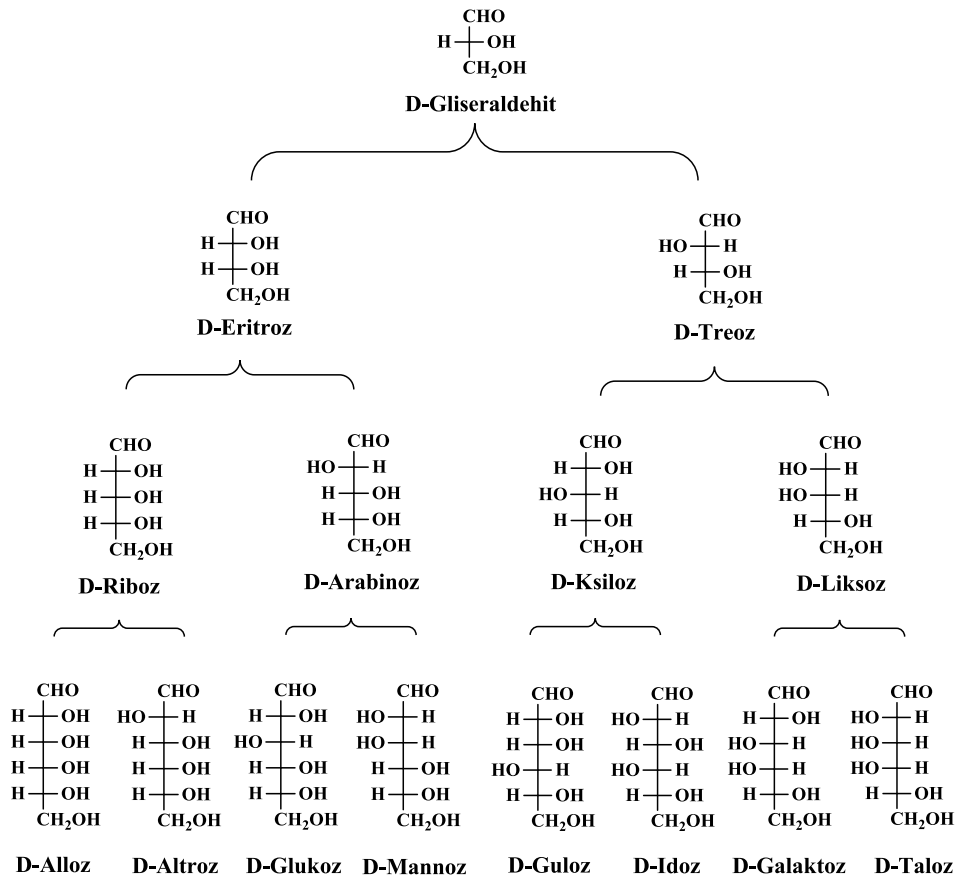 CHO
H OH
CH₂OH
D-Gliseraldehit
CHO
H OH
H OH
CH₂OH
D-Eritroz
CHO
HO H
H OH
CH₂OH
D-Treoz
CHO
H OH
H OH
H OH
CH₂OH
D-Riboz
CHO
HO H
H OH
H OH
CH₂OH
D-Arabinoz
CHO
H OH
HO H
H OH
CH₂OH
D-Ksiloz
CHO
HO H
HO H
H OH
CH₂OH
D-Liksoz
CHO
H OH
H OH
H OH
H OH
CH₂OH
D-Alloz
CHO
HO H
H OH
H OH
H OH
CH₂OH
D-Altroz
CHO
H OH
HO H
H OH
H OH
CH₂OH
D-Glukoz
CHO
HO H
HO H
H OH
H OH
CH₂OH
D-Mannoz
CHO
H OH
H OH
HO H
H OH
CH₂OH
D-Guloz
CHO
HO H
H OH
HO H
H OH
CH₂OH
D-Idoz
CHO
H OH
HO H
HO H
H OH
CH₂OH
D-Galaktoz
CHO
HO H
HO H
HO H
H OH
CH₂OH
D-Taloz